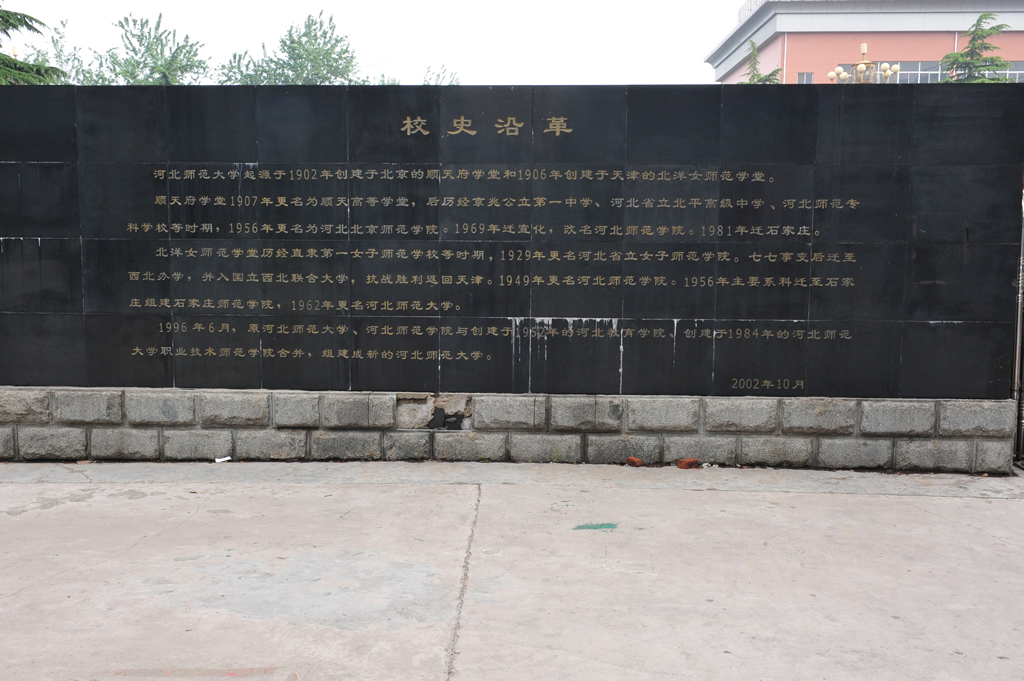 校史沿革
河北师范大学起源于1902年创建于北京的顺天府学堂和1906年创建于天津的北洋女师范学堂。
顺天府学堂1907年更名为顺天高等学堂，后历经京兆公立第一中学、河北省立北平高级中学、河北师范专
科学校等时期，1956年更名为河北北京师范学院。1969年迁宣化，改名河北师范学院。1981年迁石家庄。
北洋女师范学堂历经直隶第一女子师范学校等时期，1929年更名河北省立女子师范学院。七七事变后迁至
西北办学，并入国立西北联合大学，抗战胜利返回天津。1949年更名河北师范学院。1956年主要系科迁至石家
庄组建石家庄师范学院，1962年更名河北师范大学。
1996年6月，原河北师范大学、河北师范学院与创建于1952年的河北教育学院、创建于1984年的河北师范
大学职业技术师范学院合并，组建成新的河北师范大学。
2002年10月